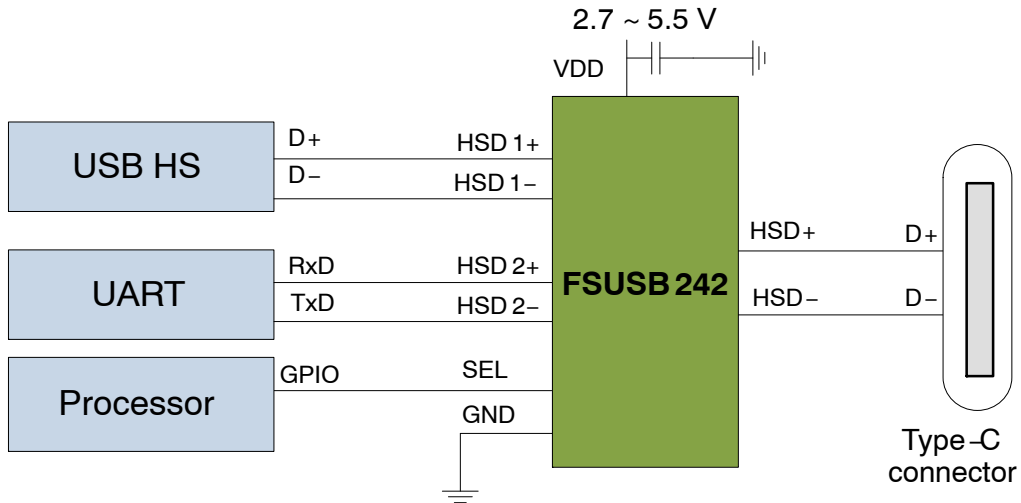 2.7 ~ 5.5 V
VDD
USB HS
D+
HSD 1+
D−
HSD 1−
UART
RxD
HSD 2+
TxD
HSD 2−
Processor
GPIO
SEL
GND
FSUSB 242
HSD+
D+
HSD−
D−
Type−C
connector